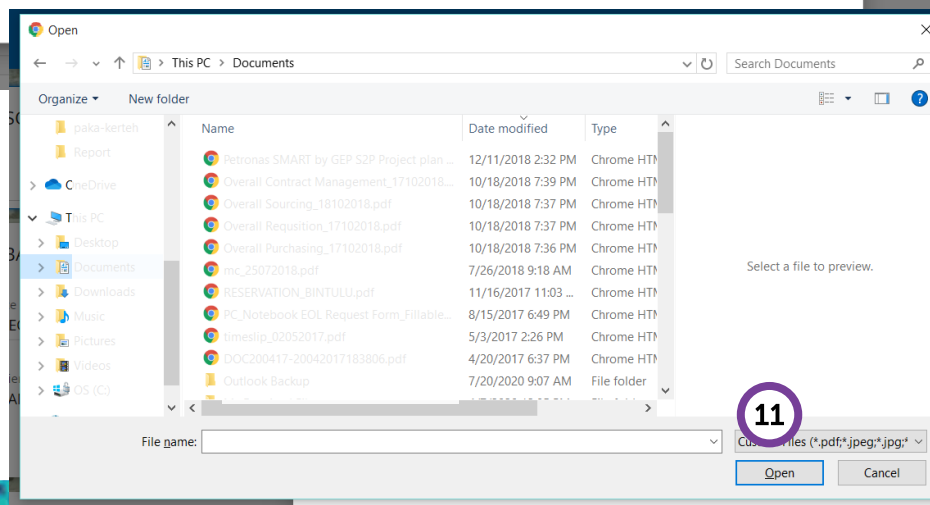 Open
This PC > Documents
Search Documents
Organize
New folder
paka-kerteh
Report
OneDrive
This PC
Desktop
Documents
Downloads
Music
Pictures
Videos
OS (C)
Name Date modified Type
Petronas SMART by GEP S2P Project plan ... 12/11/2018 2:32 PM Chrome HTM
Overall Contract Management_17102018... 10/18/2018 7:39 PM Chrome HTM
Overall Sourcing_18102018.pdf 10/18/2018 7:37 PM Chrome HTM
Overall Requsition_17102018.pdf 10/18/2018 7:37 PM Chrome HTM
Overall Purchasing_17102018.pdf 10/18/2018 7:36 PM Chrome HTM
mc_25072018.pdf 7/26/2018 9:18 AM Chrome HTM
RESERVATION_BINTULU.pdf 11/16/2017 11:03 ... Chrome HTM
PC_Notebook EOL Request Form_Fillable... 8/15/2017 6:49 PM Chrome HTM
timeslip_02052017.pdf 5/3/2017 2:26 PM Chrome HTM
DOC200417-20042017183806.pdf 4/20/2017 6:37 PM Chrome HTM
Outlook Backup 7/20/2020 9:07 AM File folder
Select a file to preview.
11
File name:
Files (*.pdf;*.jpeg;*.jpg;*
Open
Cancel